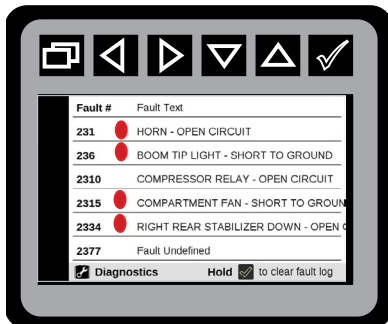 Fault # Fault Text
231 HORN - OPEN CIRCUIT
236 BOOM TIP LIGHT - SHORT TO GROUND
2310 COMPRESSOR RELAY - OPEN CIRCUIT
2315 COMPARTMENT FAN - SHORT TO GROUN
2334 RIGHT REAR STABILIZER DOWN - OPEN
2377 Fault Undefined
Diagnostics Hold to clear fault log